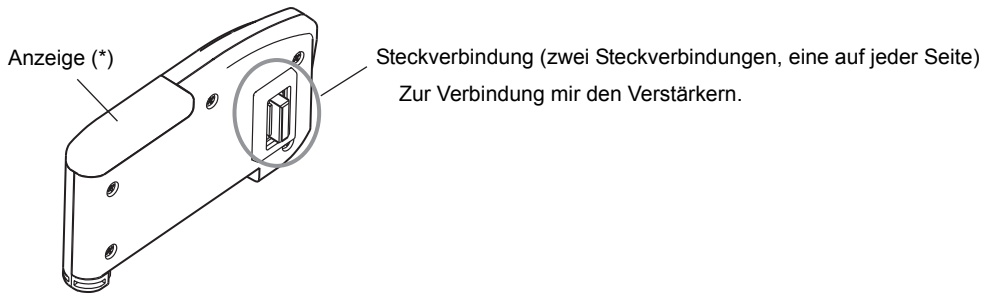 Anzeige (*)
Steckverbindung (zwei Steckverbindungen, eine auf jeder Seite)
Zur Verbindung mir den Verstärkern.